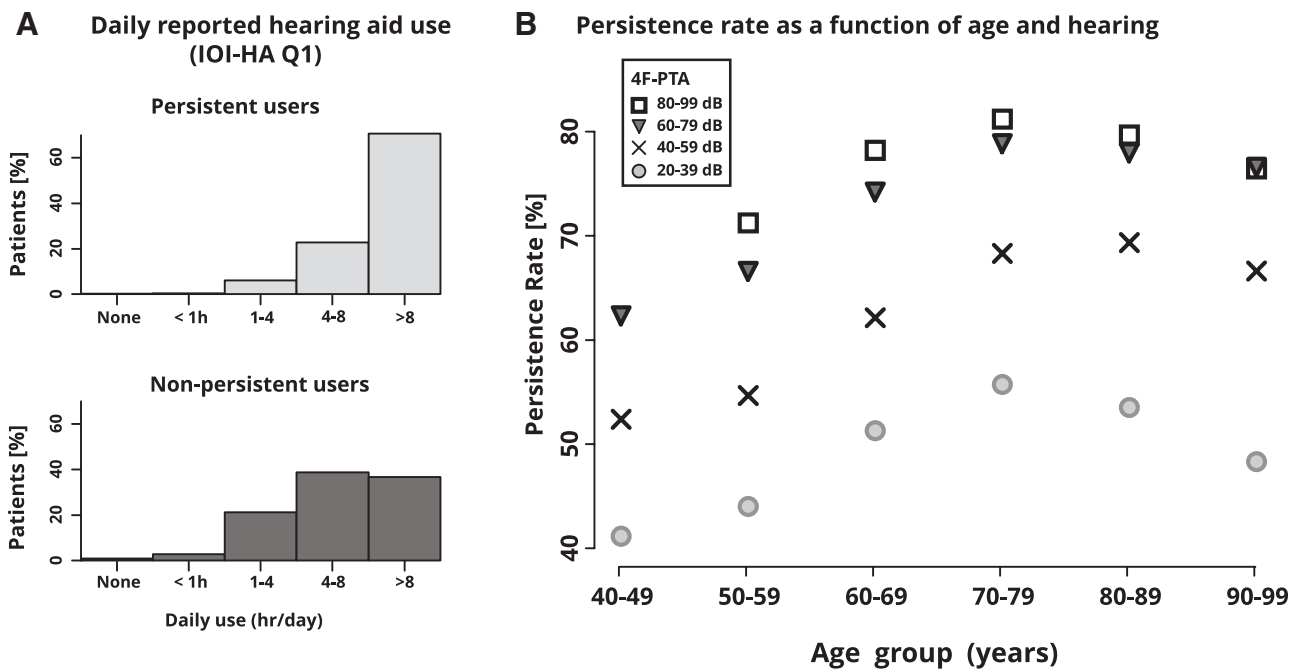 A
Daily reported hearing aid use
(IOI-HA Q1)
Persistent users
Patients [%]
60
40
20
0
None < 1h 1-4 4-8 >8
Non-persistent users
Patients [%]
60
40
20
0
None < 1h 1-4 4-8 >8
Daily use (hr/day)
B
Persistence rate as a function of age and hearing
4F-PTA
80-99 dB
60-79 dB
40-59 dB
20-39 dB
Persistence Rate [%]
80
70
60
50
40
40-49 50-59 60-69 70-79 80-89 90-99
Age group (years)